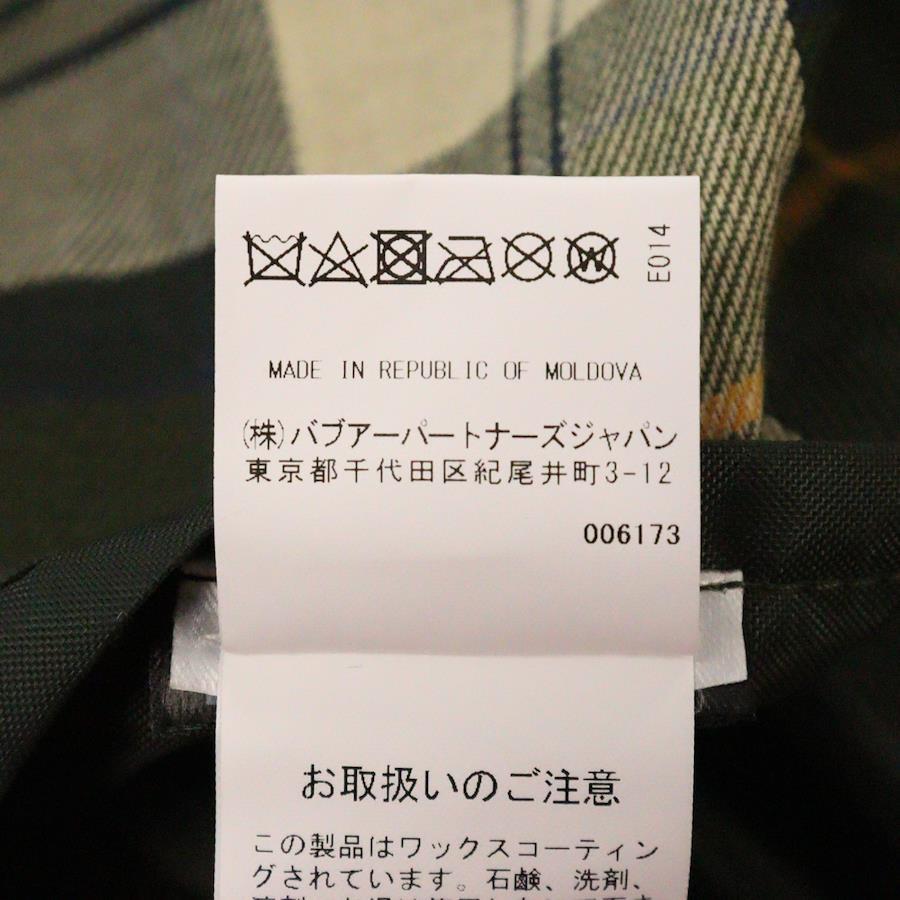 E014
MADE IN REPUBLIC OF MOLDOVA
(株)バブアーパートナーズジャパン
東京都千代田区紀尾井町3-12
006173
お取扱いのご注意
この製品はワックスコーティン
グされています。石鹸、洗剤、